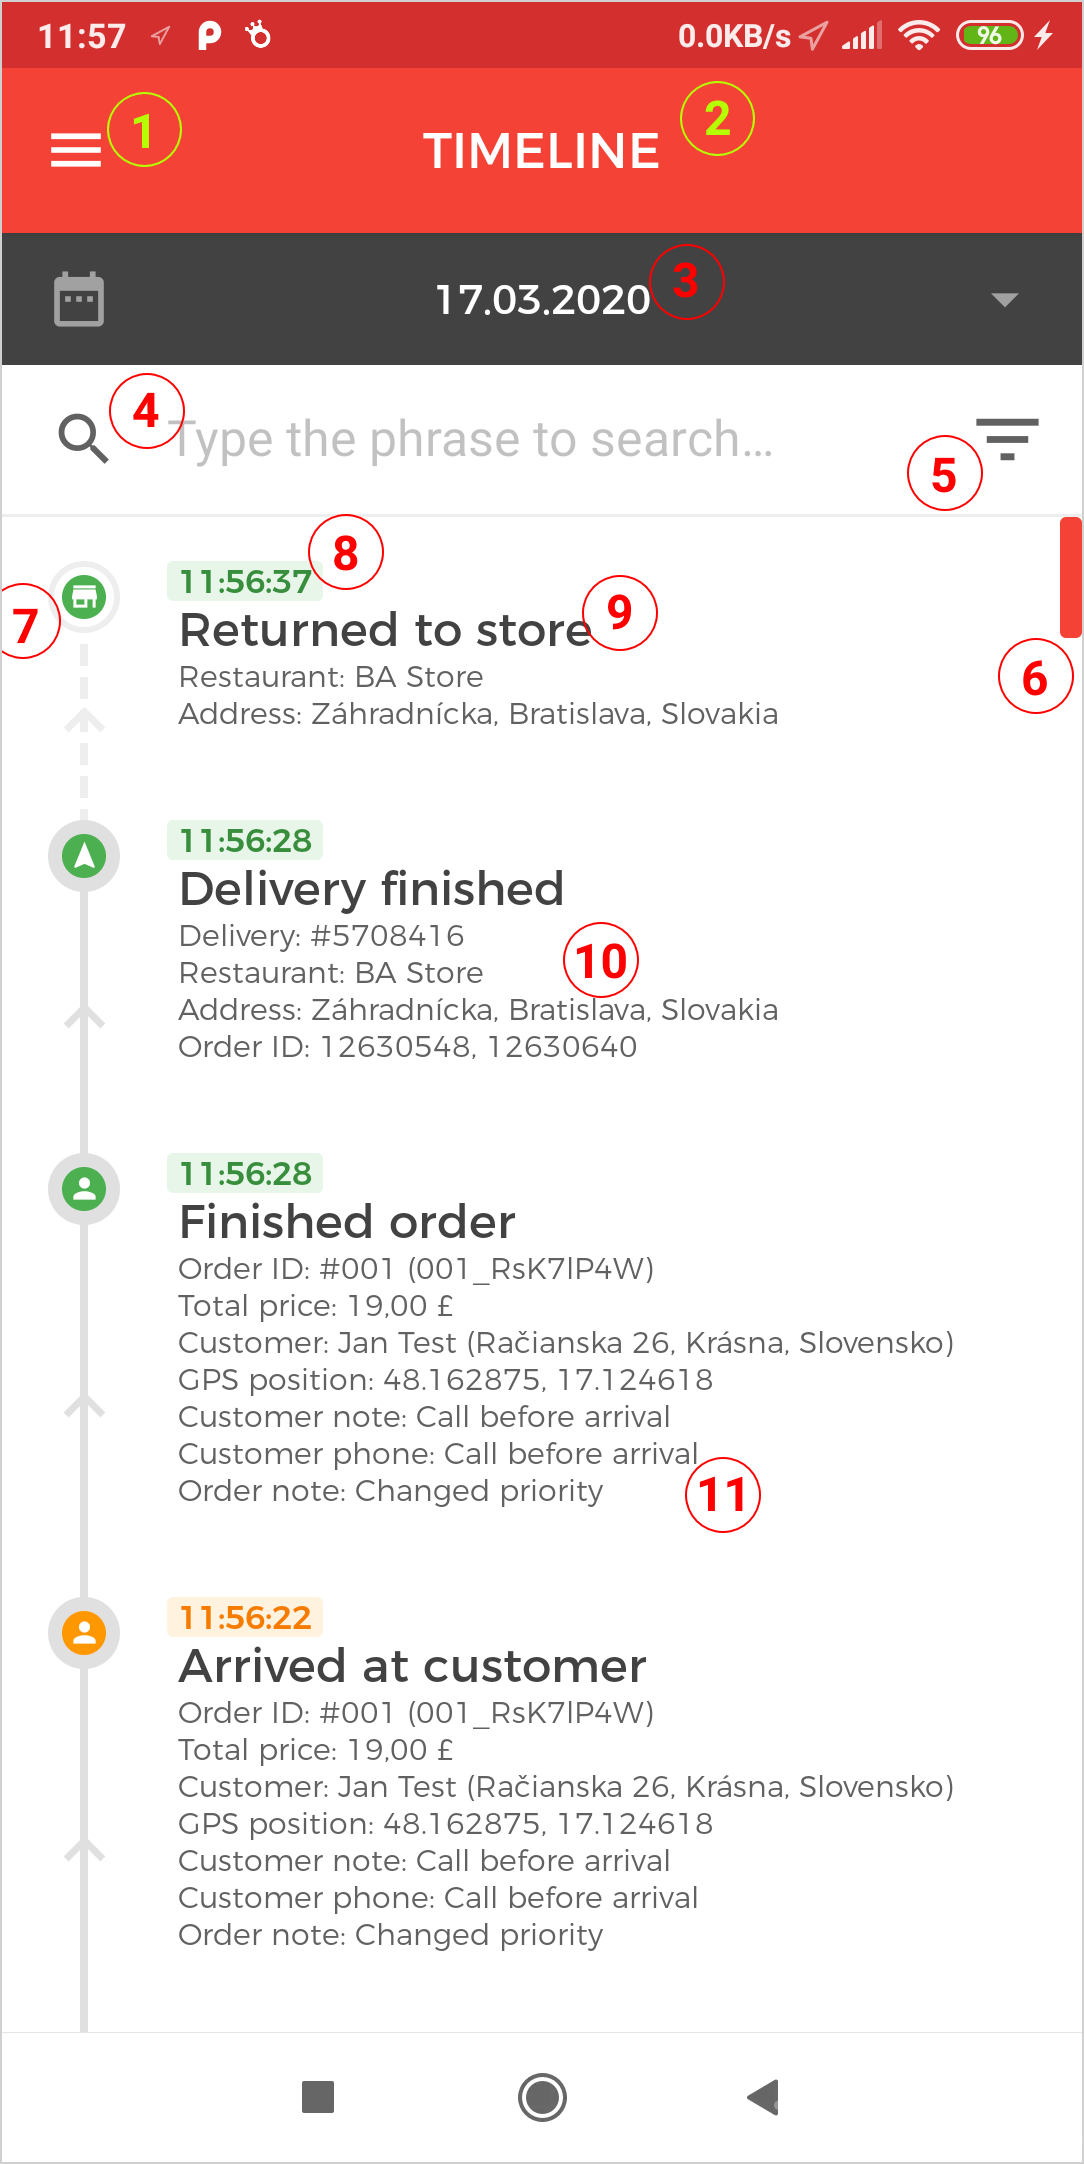 11:57 0.0KB/s 96
1
TIMELINE 2
17.03.2020 3
4 Type the phrase to search...
5
8
11:56:37
7 Returned to store 9
Restaurant: BA Store 6
Address: Záhradnícka, Bratislava, Slovakia
11:56:28
Delivery finished
Delivery: #5708416
Restaurant: BA Store 10
Address: Záhradnícka, Bratislava, Slovakia
Order ID: 12630548, 12630640
11:56:28
Finished order
Order ID: #001 (001_RsK7lP4W)
Total price: 19,00 £
Customer: Jan Test (Račianska 26, Krásna, Slovensko)
GPS position: 48.162875, 17.124618
Customer note: Call before arrival
Customer phone: Call before arrival
Order note: Changed priority 11
11:56:22
Arrived at customer
Order ID: #001 (001_RsK7lP4W)
Total price: 19,00 £
Customer: Jan Test (Račianska 26, Krásna, Slovensko)
GPS position: 48.162875, 17.124618
Customer note: Call before arrival
Customer phone: Call before arrival
Order note: Changed priority